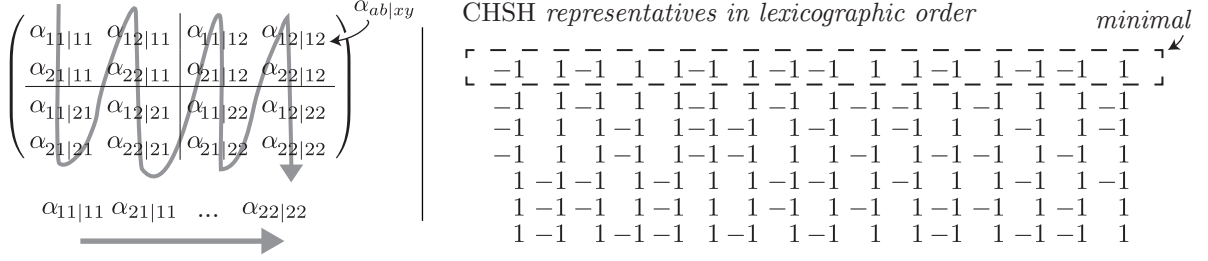 α11|11 α12|11 α11|12 α12|12
α21|11 α22|11 α21|12 α22|12
α11|21 α12|21 α11|22 α12|22
α21|21 α22|21 α21|22 α22|22
αab|xy
α11|11 α21|11 ... α22|22
CHSH representatives in lexicographic order
minimal
−1 1 −1 1 1 −1 1 −1 −1 1 1 −1 1 −1 −1 1
−1 1 −1 1 1 −1 1 −1 1 −1 −1 1 −1 1 1 −1
−1 1 1 −1 1 −1 −1 1 −1 1 −1 1 1 −1 1 −1
−1 1 1 −1 1 −1 −1 1 1 −1 1 −1 −1 1 −1 1
1 −1 −1 1 −1 1 1 −1 −1 1 −1 1 1 −1 1 −1
1 −1 −1 1 −1 1 1 −1 1 −1 1 −1 −1 1 −1 1
1 −1 1 −1 −1 1 −1 1 −1 1 1 −1 1 −1 −1 1